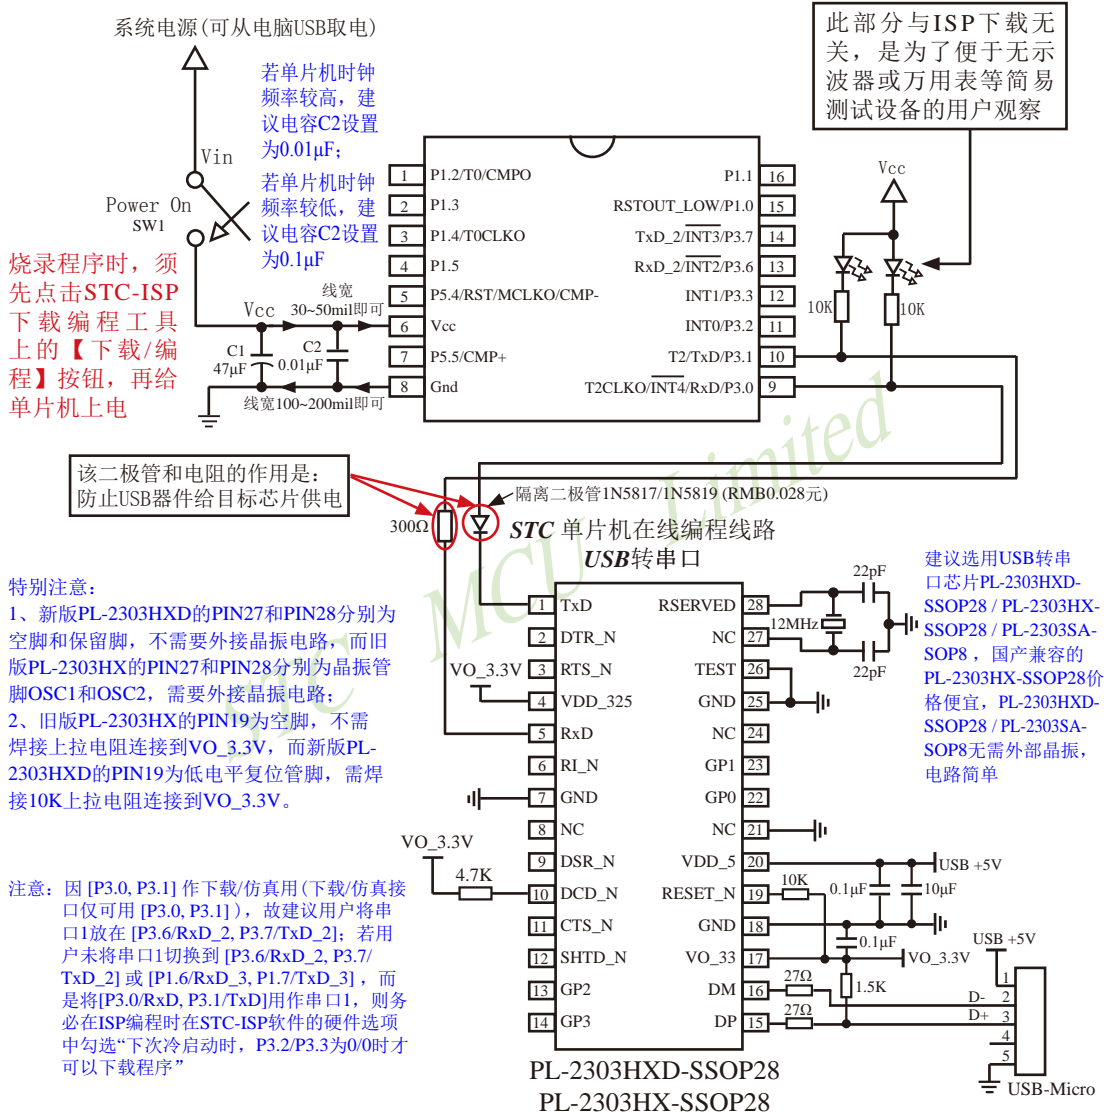 系统电源(可从电脑USB取电)
若单片机时钟
频率较高，建
议电容C2设置
为0.01μF；
若单片机时钟
频率较低，建
议电容C2设置
为0.1μF
此部分与ISP下载无
关，是为了便于无示
波器或万用表等简易
测试设备的用户观察
Vin
Power On
SW1
烧录程序时，须
先点击STC-ISP
下载编程工具
上的【下载/编
程】按钮，再给
单片机上电
Vcc
线宽
30~50mil即可
C1
47μF
C2
0.01μF
线宽100~200mil即可
1 P1.2/T0/CMPO
2 P1.3
3 P1.4/T0CLKO
4 P1.5
5 P5.4/RST/MCLKO/CMP-
6 Vcc
7 P5.5/CMP+
8 Gnd
P1.1 16
RSTOUT_LOW/P1.0 15
TxD_2/INT3/P3.7 14
RxD_2/INT2/P3.6 13
INT1/P3.3 12
INT0/P3.2 11
T2/TxD/P3.1 10
T2CLKO/INT4/RxD/P3.0 9
Vcc
10K
10K
该二极管和电阻的作用是：
防止USB器件给目标芯片供电
300Ω
隔离二极管1N5817/1N5819 (RMB0.028元)
STC 单片机在线编程线路
USB转串口
STC MCU Limited
特别注意：
1、新版PL-2303HXD的PIN27和PIN28分别为
空脚和保留脚，不需要外接晶振电路，而旧
版PL-2303HX的PIN27和PIN28分别为晶振管
脚OSC1和OSC2，需要外接晶振电路；
2、旧版PL-2303HX的PIN19为空脚，不需
焊接上拉电阻连接到VO_3.3V，而新版PL-
2303HXD的PIN19为低电平复位管脚，需焊
接10K上拉电阻连接到VO_3.3V。
注意：因 [P3.0, P3.1] 作下载/仿真用(下载/仿真接
口仅可用 [P3.0, P3.1] )，故建议用户将串
口1放在 [P3.6/RxD_2, P3.7/TxD_2]；若用
户未将串口1切换到 [P3.6/RxD_2, P3.7/
TxD_2] 或 [P1.6/RxD_3, P1.7/TxD_3] ，而
是将[P3.0/RxD, P3.1/TxD]用作串口1，则务
必在ISP编程时在STC-ISP软件的硬件选项
中勾选“下次冷启动时，P3.2/P3.3为0/0时才
可以下载程序”
VO_3.3V
VO_3.3V
4.7K
1 TxD
2 DTR_N
3 RTS_N
4 VDD_325
5 RxD
6 RI_N
7 GND
8 NC
9 DSR_N
10 DCD_N
11 CTS_N
12 SHTD_N
13 GP2
14 GP3
RSERVED 28
NC 27
TEST 26
GND 25
NC 24
GP1 23
GP0 22
NC 21
VDD_5 20
RESET_N 19
GND 18
VO_33 17
DM 16
DP 15
22pF
12MHz
22pF
建议选用USB转串
口芯片PL-2303HXD-
SSOP28 / PL-2303HX-
SSOP28 / PL-2303SA-
SOP8 ，国产兼容的
PL-2303HX-SSOP28价
格便宜，PL-2303HXD-
SSOP28 / PL-2303SA-
SOP8无需外部晶振，
电路简单
USB +5V
10K
0.1μF
10μF
0.1μF
VO_3.3V
27Ω
27Ω
1.5K
USB +5V
D-
D+
1
2
3
4
5
USB-Micro
PL-2303HXD-SSOP28
PL-2303HX-SSOP28